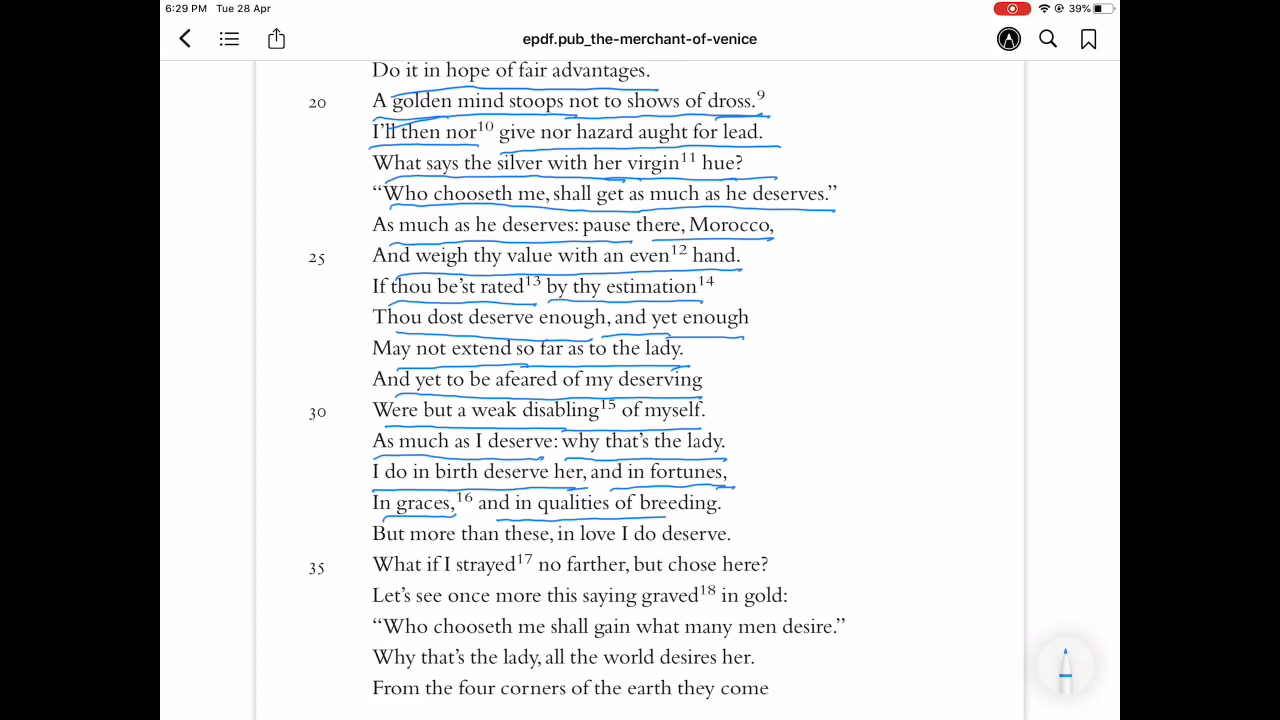 6:29 PM Tue 28 Apr 39%
epdf.pub_the-merchant-of-venice
Do it in hope of fair advantages.
20 A golden mind stoops not to shows of dross.9
I'll then nor10 give nor hazard aught for lead.
What says the silver with her virgin11 hue?
“Who chooseth me, shall get as much as he deserves.”
As much as he deserves: pause there, Morocco,
25 And weigh thy value with an even12 hand.
If thou be’st rated13 by thy estimation14
Thou dost deserve enough, and yet enough
May not extend so far as to the lady.
And yet to be afeared of my deserving
30 Were but a weak disabling15 of myself.
As much as I deserve: why that’s the lady.
I do in birth deserve her, and in fortunes,
In graces,16 and in qualities of breeding.
But more than these, in love I do deserve.
35 What if I strayed17 no farther, but chose here?
Let’s see once more this saying graved18 in gold:
“Who chooseth me shall gain what many men desire.”
Why that’s the lady, all the world desires her.
From the four corners of the earth they come